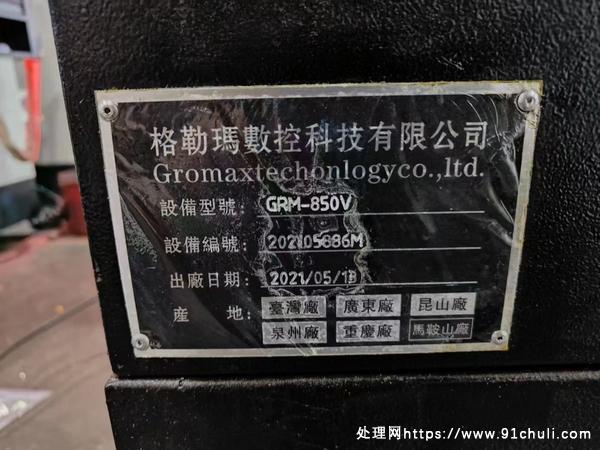 格勒瑪數控科技有限公司
Gromaxtechonlogyco.,ltd.
設備型號: GRM-850V
設備編號: 202105886M
出廠日期: 2021/05/
産 地: 臺灣廠 廣東廠 昆山廠
泉州廠 重慶廠 馬鞍山廠
处理网https://www.91chuli.com/